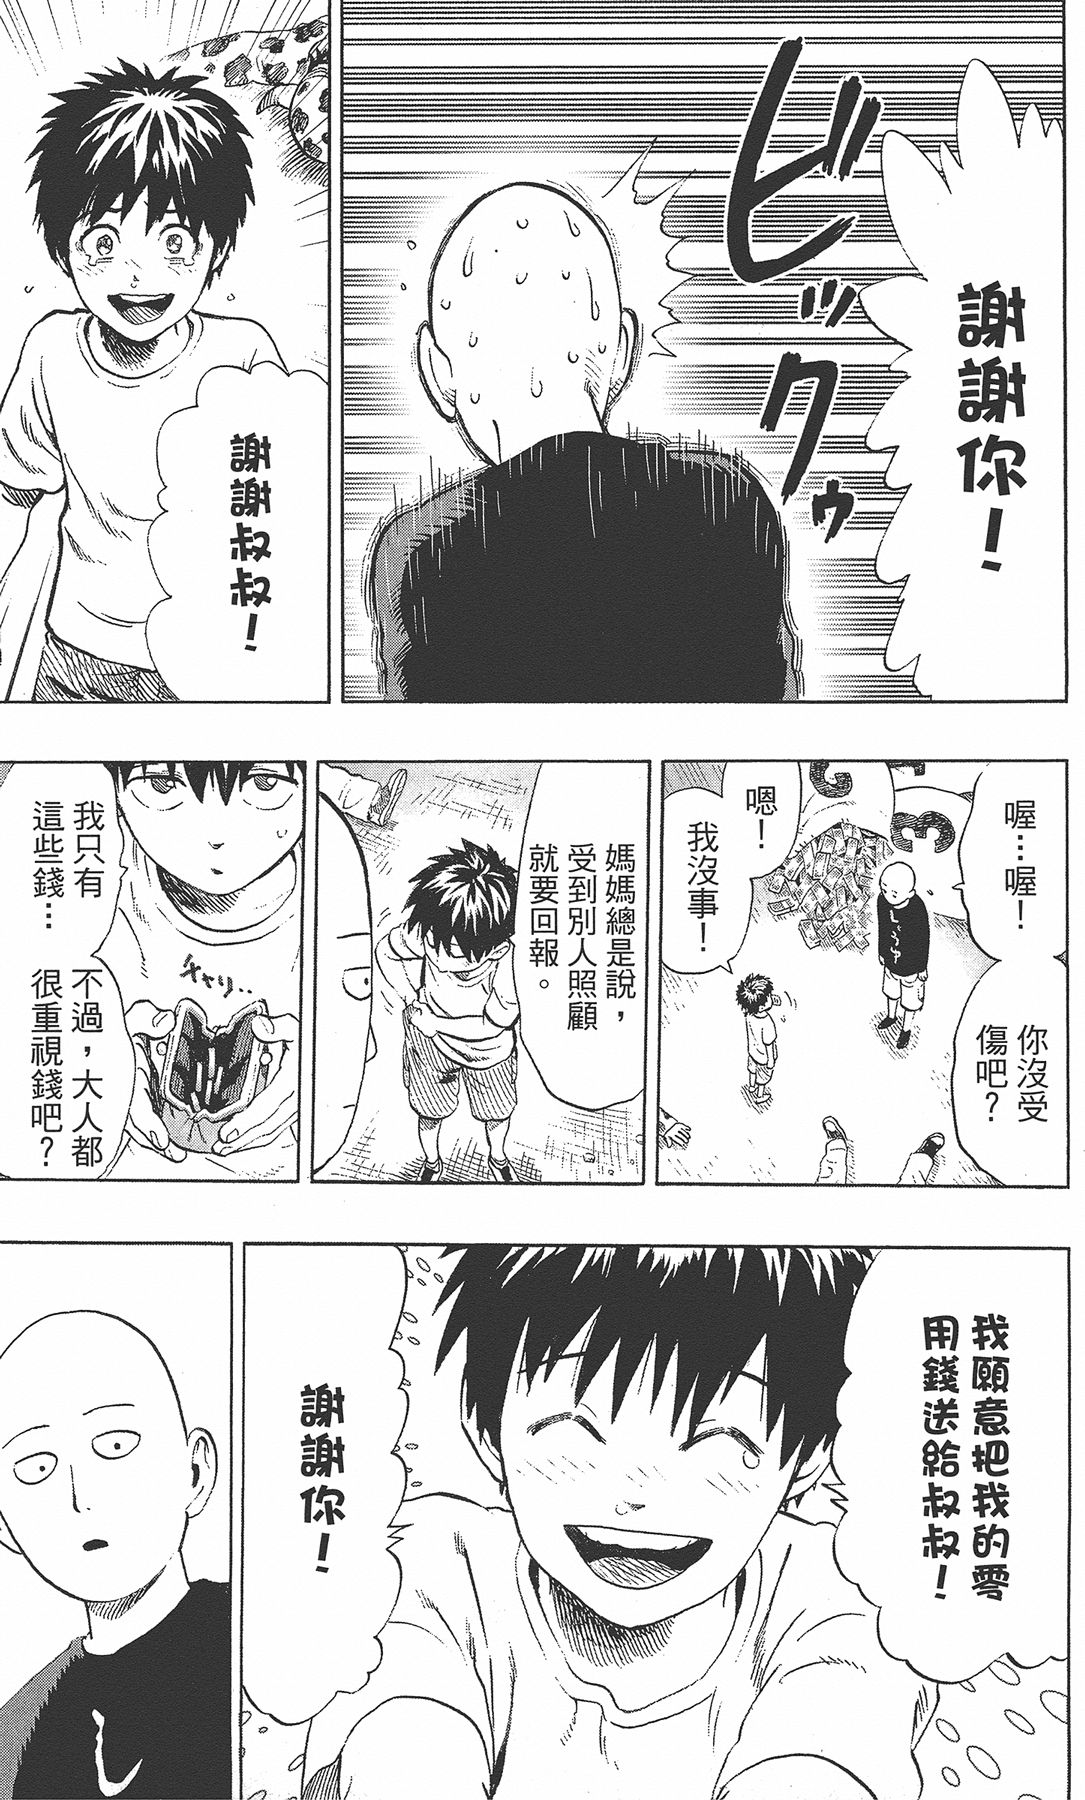 謝謝你！
ビックゥ
謝謝叔叔！
喔…喔！
你沒受
傷吧？
嗯！
我沒事！
媽媽總是說，
受到別人照顧
就要回報。
我只有
這些錢…
不過，大人都
很重視錢吧？
チャリ…
我願意把我的零
用錢送給叔叔！
謝謝你！